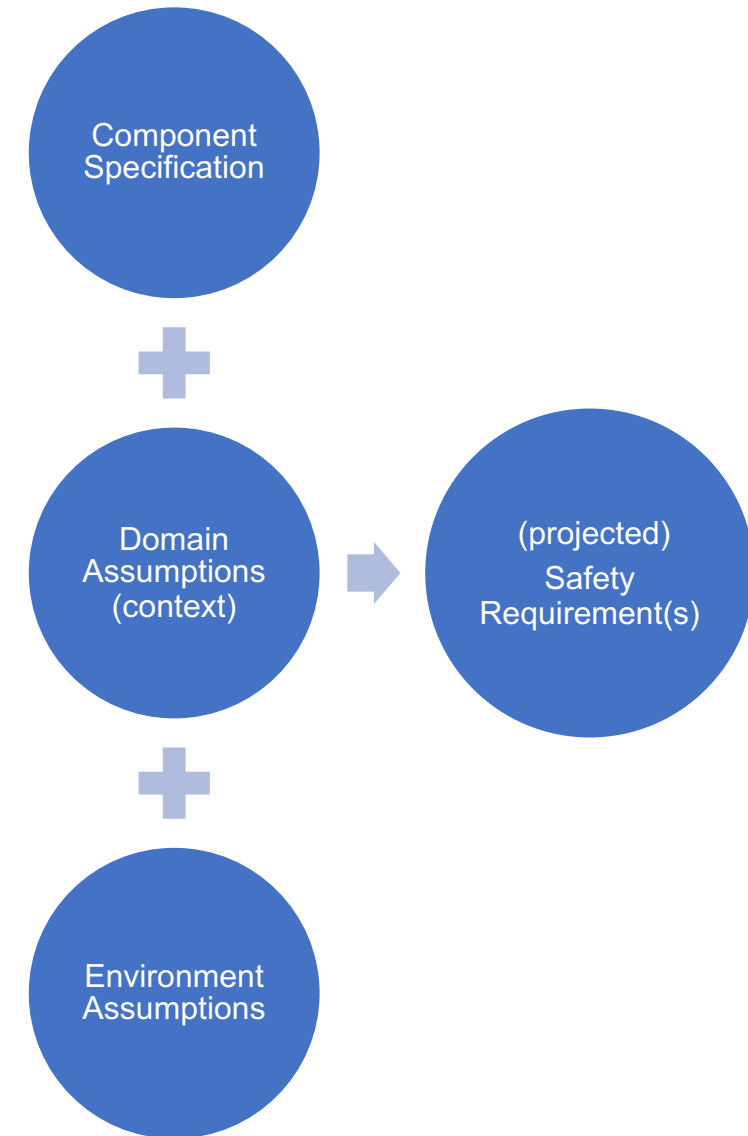 Component
Specification
Domain
Assumptions
(context)
(projected)
Safety
Requirement(s)
Environment
Assumptions